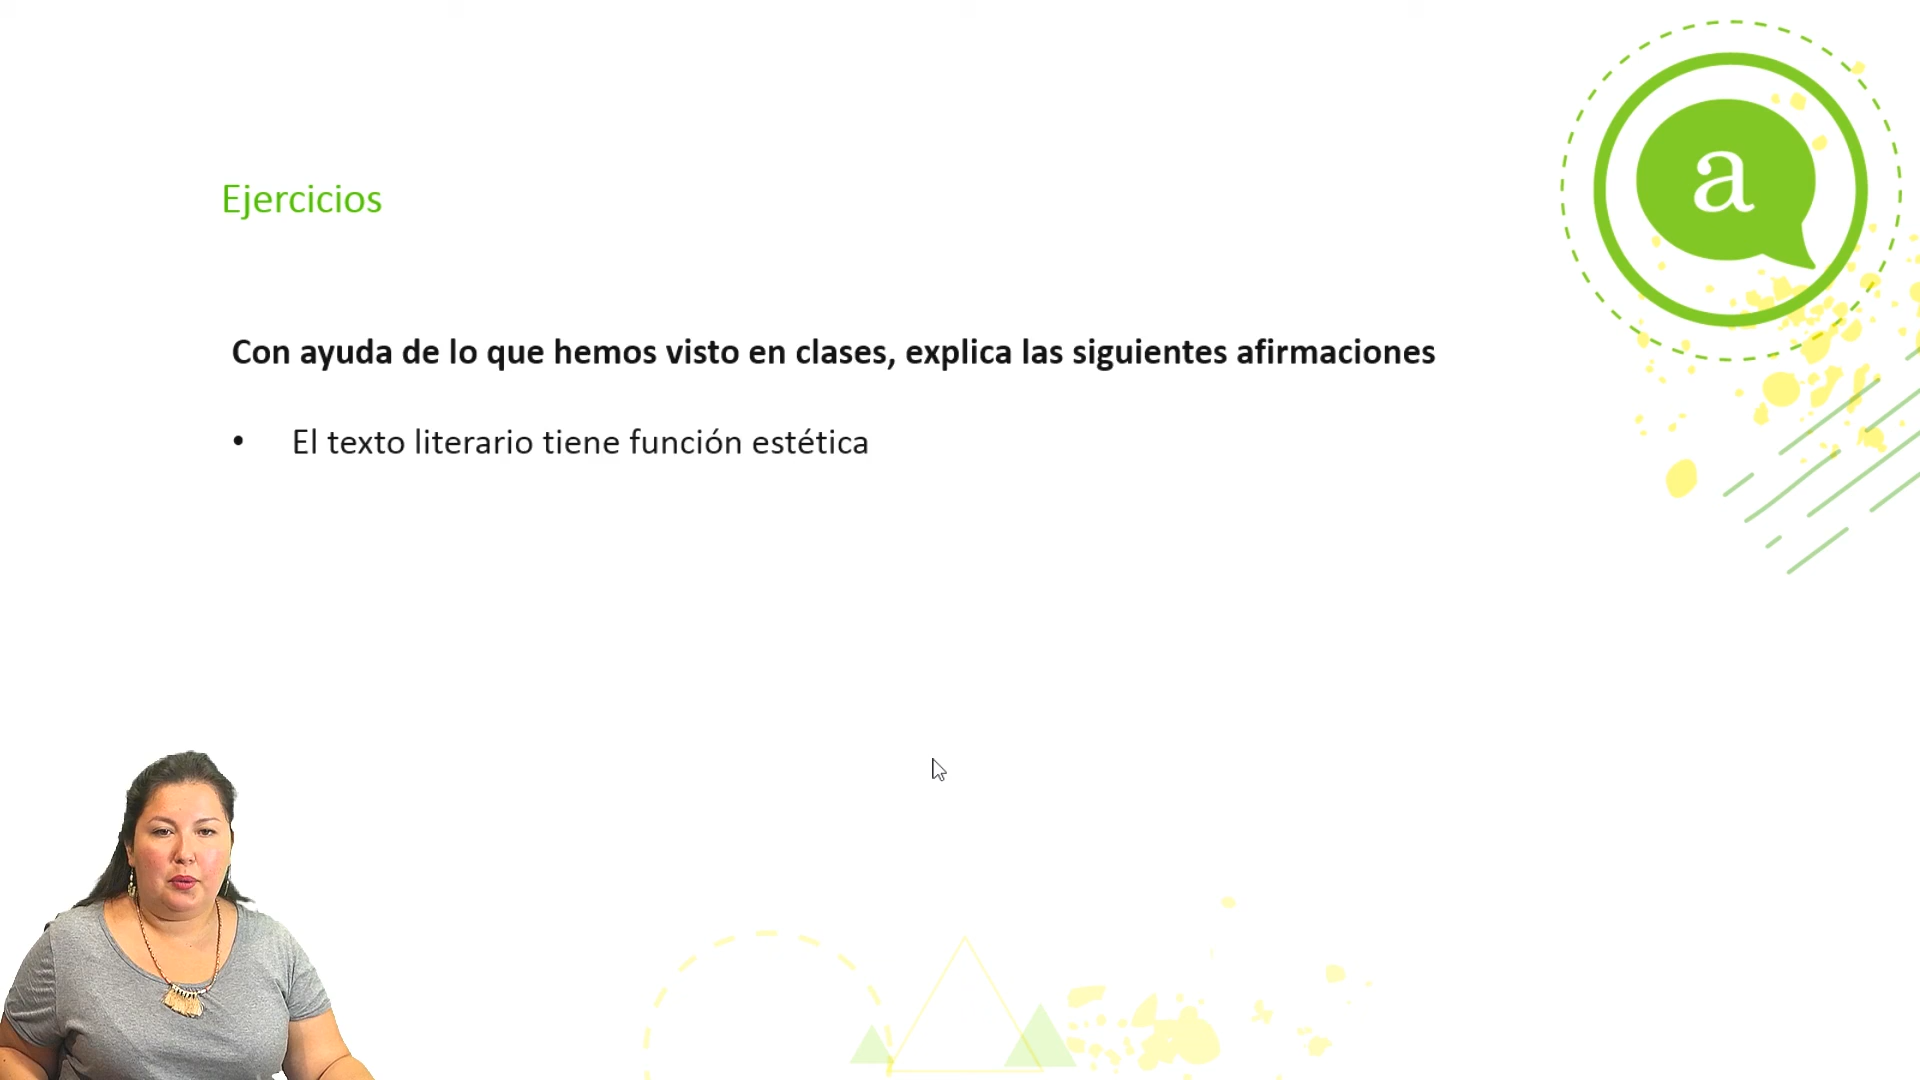 a
Ejercicios
Con ayuda de lo que hemos visto en clases, explica las siguientes afirmaciones
• El texto literario tiene función estética